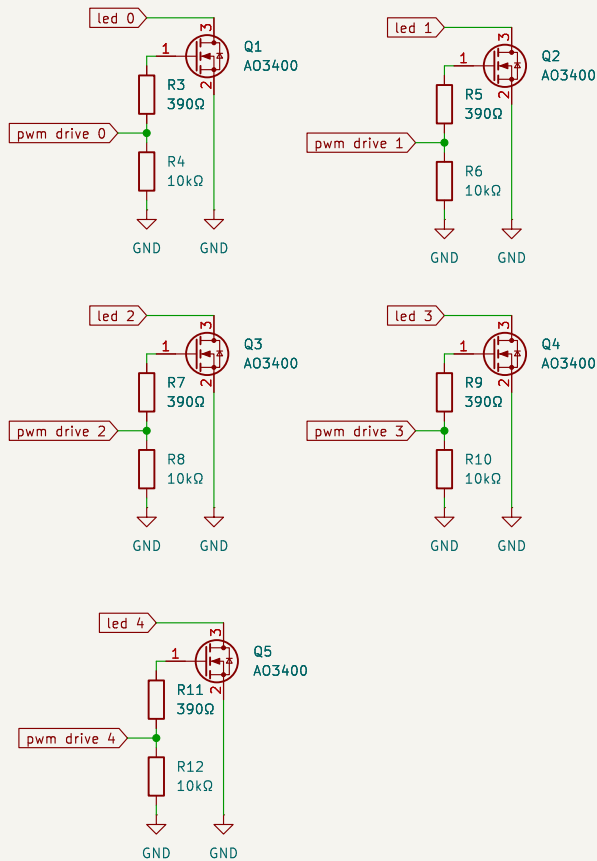 led 0
3
1
Q1
AO3400
2
R3
390Ω
pwm drive 0
R4
10kΩ
GND
GND
led 1
3
1
Q2
AO3400
2
R5
390Ω
pwm drive 1
R6
10kΩ
GND
GND
led 2
3
1
Q3
AO3400
2
R7
390Ω
pwm drive 2
R8
10kΩ
GND
GND
led 3
3
1
Q4
AO3400
2
R9
390Ω
pwm drive 3
R10
10kΩ
GND
GND
led 4
3
1
Q5
AO3400
2
R11
390Ω
pwm drive 4
R12
10kΩ
GND
GND